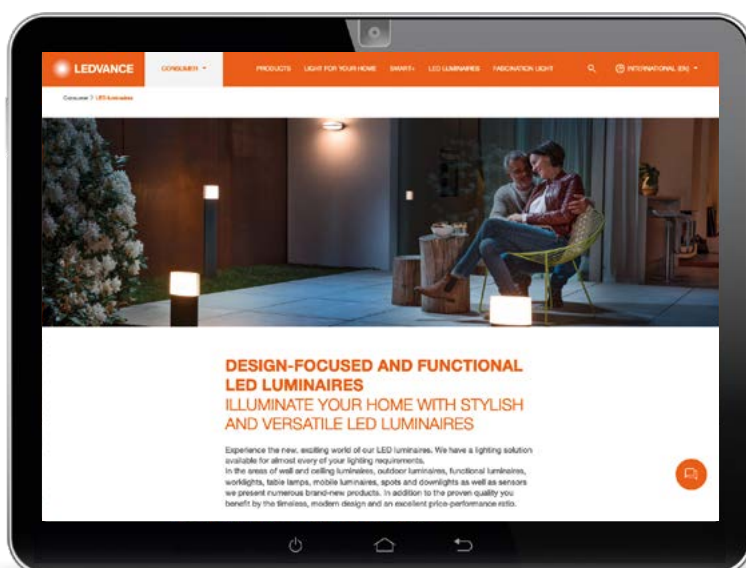 LEDVANCE
CONSUMER
PRODUCTS LIGHT FOR YOUR HOME SMART+ LED LUMINAIRES FASCINATION LIGHT
INTERNATIONAL (EN)
Consumer > LED luminaires
DESIGN-FOCUSED AND FUNCTIONAL
LED LUMINAIRES
ILLUMINATE YOUR HOME WITH STYLISH
AND VERSATILE LED LUMINAIRES
Experience the new, exciting world of our LED luminaires. We have a lighting solution
available for almost every of your lighting requirements.
In the areas of wall and ceiling luminaires, outdoor luminaires, functional luminaires,
worklights, table lamps, mobile luminaires, spots and downlights as well as sensors
we present numerous brand-new products. In addition to the proven quality you
benefit by the timeless, modern design and an excellent price-performance ratio.